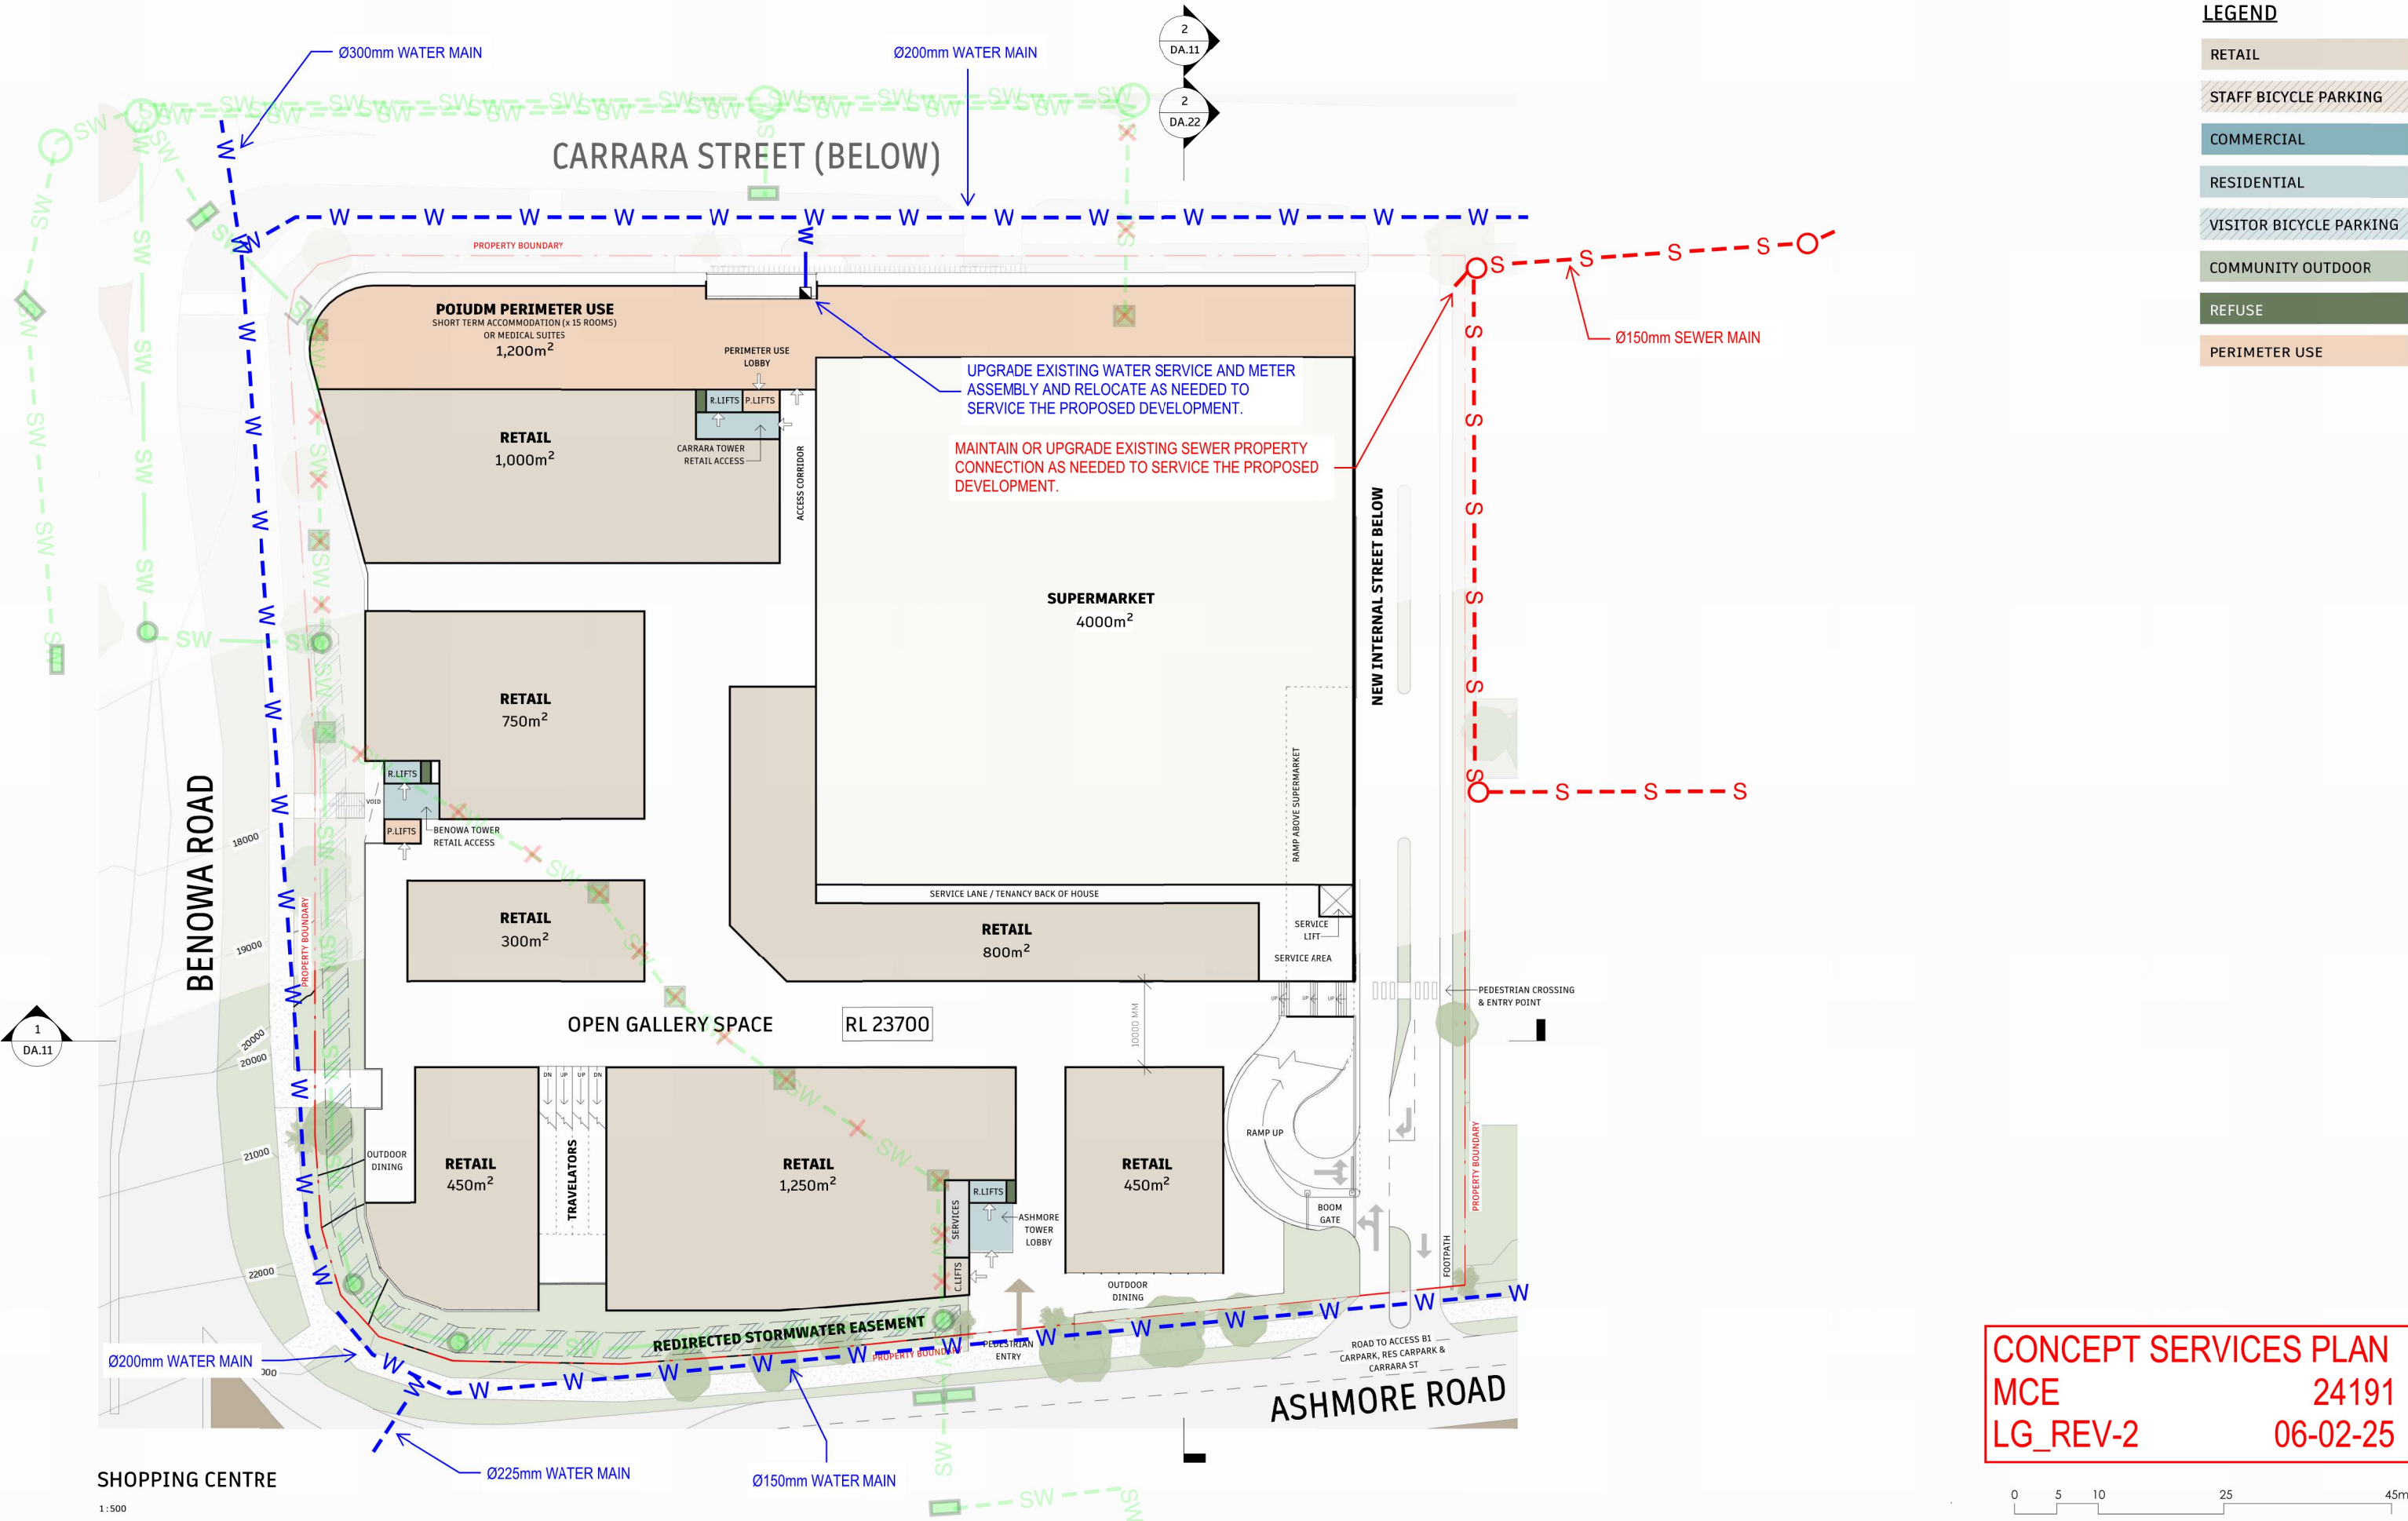 LEGEND
RETAIL
STAFF BICYCLE PARKING
COMMERCIAL
RESIDENTIAL
VISITOR BICYCLE PARKING
COMMUNITY OUTDOOR
REFUSE
PERIMETER USE
2
DA.11
2
DA.22
Ø300mm WATER MAIN
Ø200mm WATER MAIN
CARRARA STREET (BELOW)
PROPERTY BOUNDARY
POIUDM PERIMETER USE
SHORT TERM ACCOMMODATION (x 15 ROOMS)
OR MEDICAL SUITES
1,200m²
PERIMETER USE
LOBBY
R.LIFTS
P.LIFTS
CARRARA TOWER
RETAIL ACCESS
ACCESS CORRIDOR
RETAIL
1,000m²
UPGRADE EXISTING WATER SERVICE AND METER
ASSEMBLY AND RELOCATE AS NEEDED TO
SERVICE THE PROPOSED DEVELOPMENT.
MAINTAIN OR UPGRADE EXISTING SEWER PROPERTY
CONNECTION AS NEEDED TO SERVICE THE PROPOSED
DEVELOPMENT.
Ø150mm SEWER MAIN
NEW INTERNAL STREET BELOW
SUPERMARKET
4000m²
RETAIL
750m²
R.LIFTS
VOID
P.LIFTS
BENOWA TOWER
RETAIL ACCESS
RAMP ABOVE SUPERMARKET
BENOWA ROAD
PROPERTY BOUNDARY
18000
19000
20000
20000
21000
22000
RETAIL
300m²
SERVICE LANE / TENANCY BACK OF HOUSE
RETAIL
800m²
SERVICE
LIFT
SERVICE AREA
PEDESTRIAN CROSSING
& ENTRY POINT
1
DA.11
OPEN GALLERY SPACE
RL 23700
10000 MM
UP
UP
UP
DN
UP
UP
DN
OUTDOOR
DINING
RETAIL
450m²
TRAVELATORS
RETAIL
1,250m²
SERVICES
R.LIFTS
C.LIFTS
ASHMORE
TOWER
LOBBY
RETAIL
450m²
OUTDOOR
DINING
RAMP UP
BOOM
GATE
FOOTPATH
PROPERTY BOUNDARY
REDIRECTED STORMWATER EASEMENT
PROPERTY BOUNDARY
PEDESTRIAN
ENTRY
ROAD TO ACCESS B1
CARPARK, RES CARPARK &
CARRARA ST
ASHMORE ROAD
Ø200mm WATER MAIN
Ø225mm WATER MAIN
Ø150mm WATER MAIN
SHOPPING CENTRE
1:500
CONCEPT SERVICES PLAN
MCE 24191
LG_REV-2 06-02-25
0 5 10 25 45m